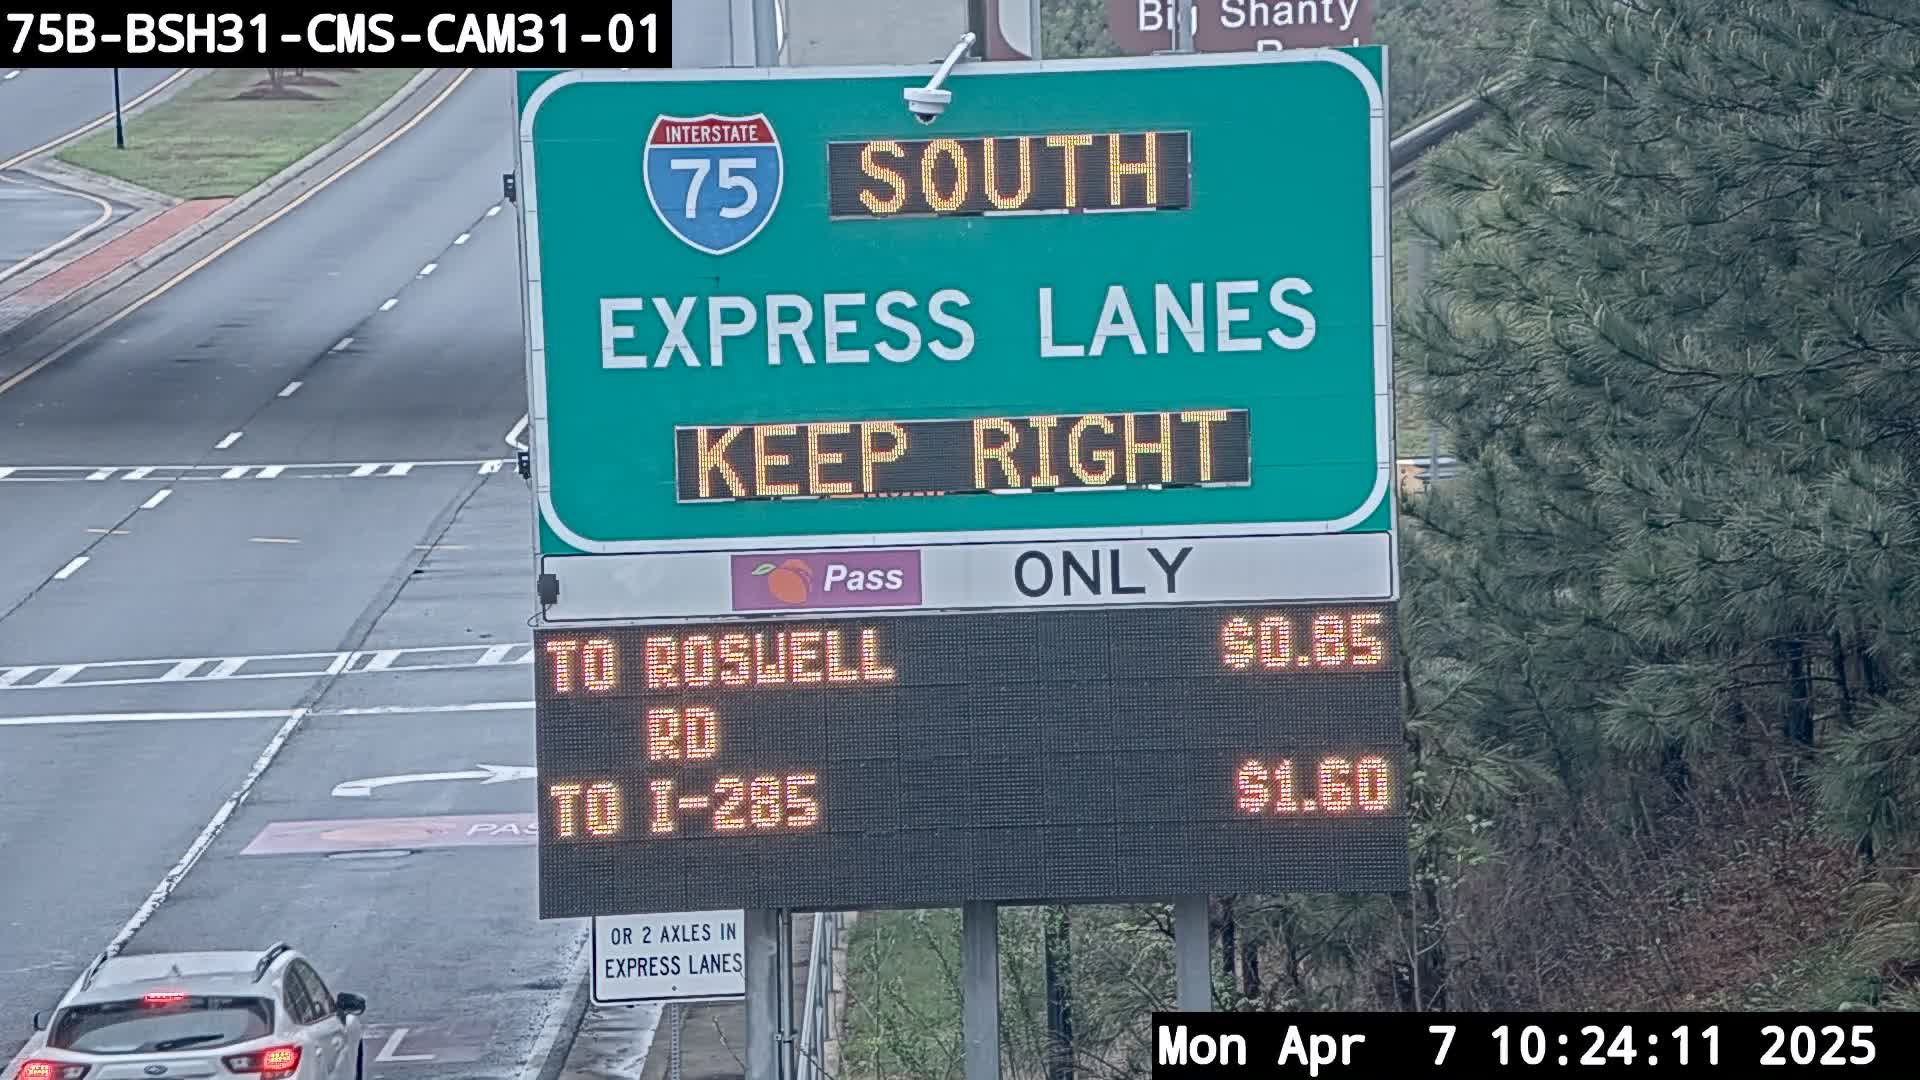 75B-BSH31-CMS-CAM31-01
Big Shanty
Road
INTERSTATE
75
SOUTH
EXPRESS LANES
KEEP RIGHT
Pass ONLY
TO ROSWELL $0.85
RD
TO I-285 $1.60
PAS
OR 2 AXLES IN
EXPRESS LANES
Mon Apr 7 10:24:11 2025